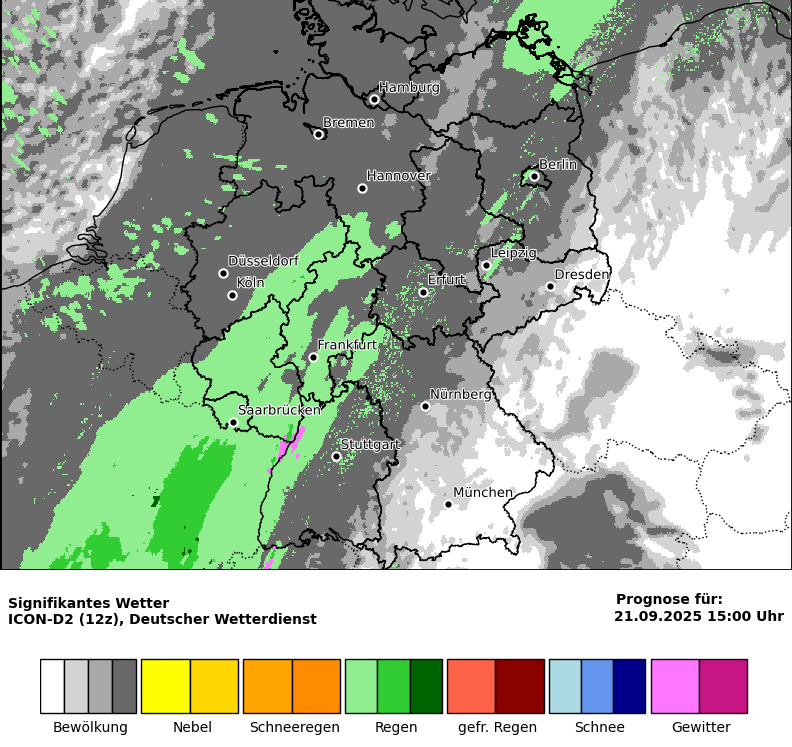 Hamburg
Bremen
Berlin
Hannover
Leipzig
Düsseldorf
Dresden
Köln
Erfurt
Frankfurt
Nürnberg
Saarbrücken
Stuttgart
München
Signifikantes Wetter
ICON-D2 (12z), Deutscher Wetterdienst
Prognose für:
21.09.2025 15:00 Uhr
Bewölkung Nebel Schneeregen Regen gefr. Regen Schnee Gewitter